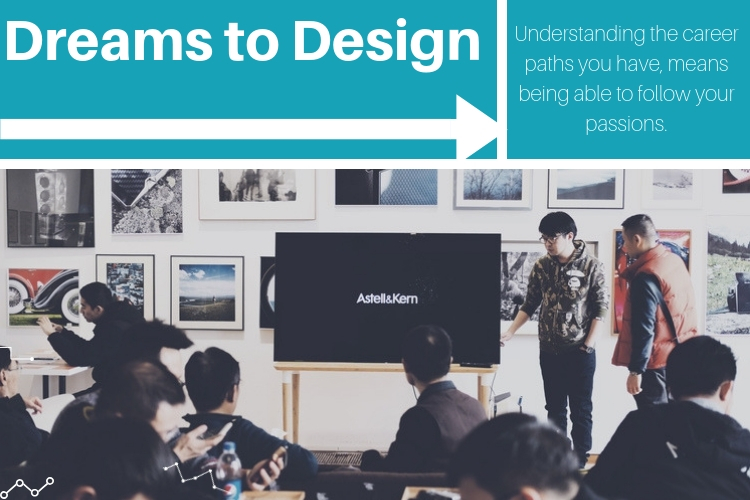 Dreams to Design
Understanding the career
paths you have, means
being able to follow your
passions.
Astell&Kern